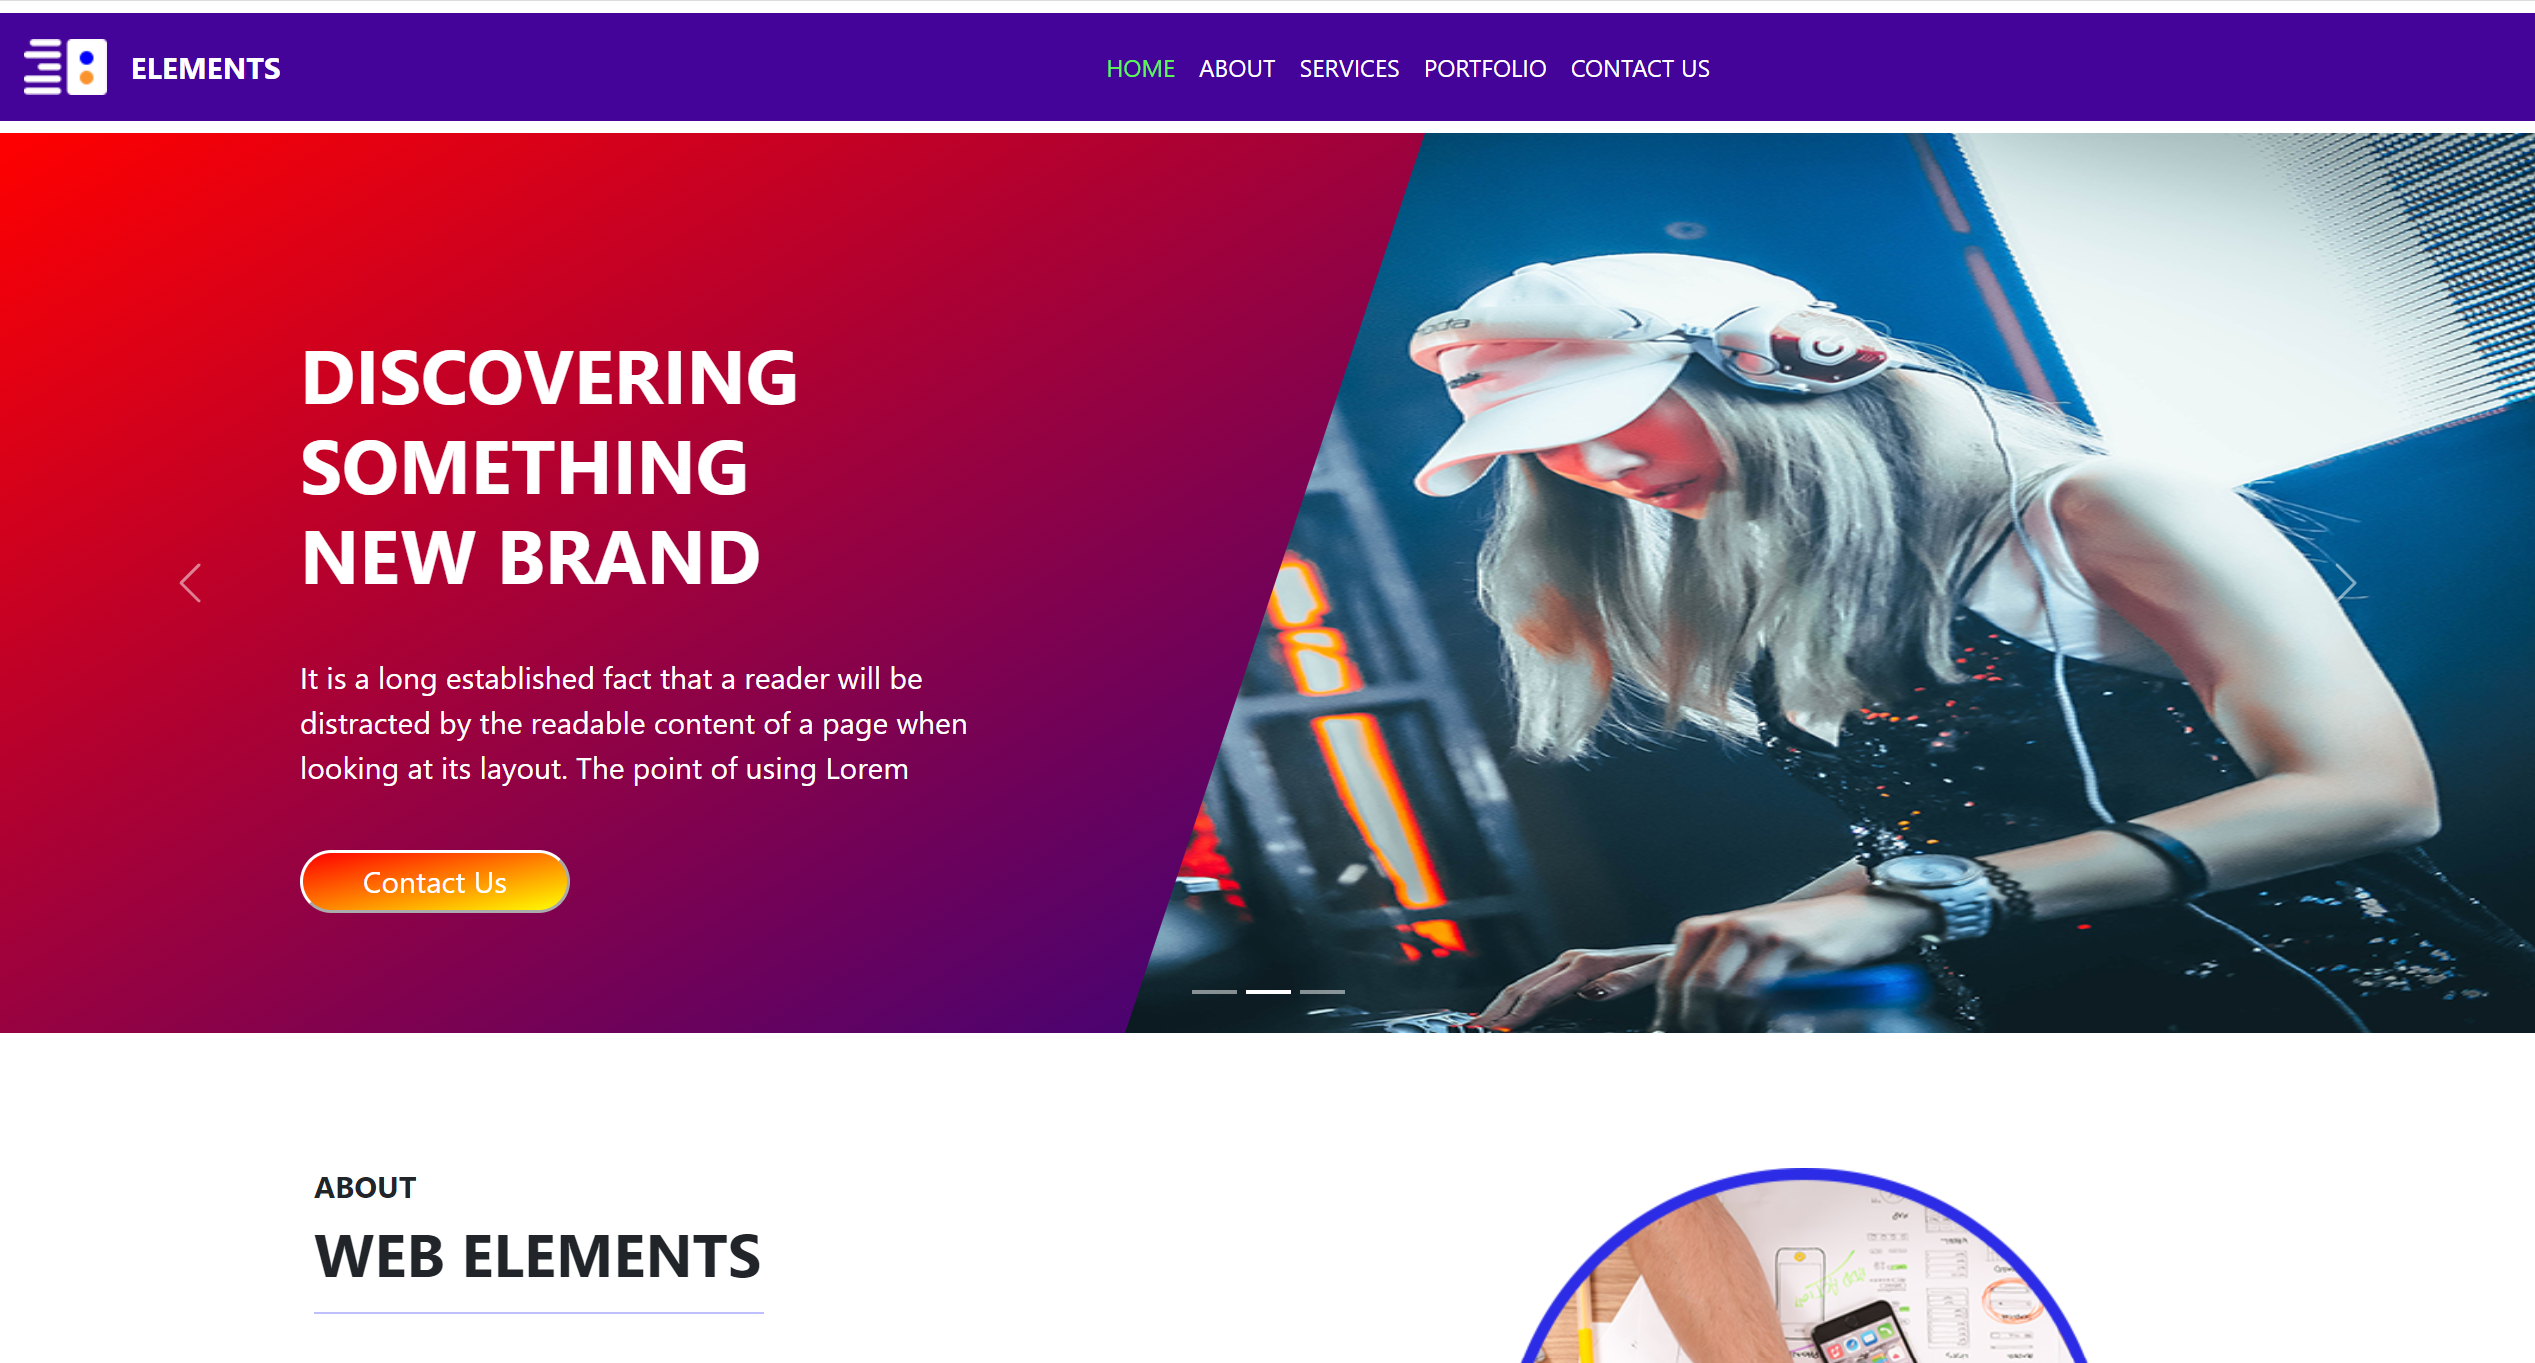 ELEMENTS
HOME ABOUT SERVICES PORTFOLIO CONTACT US
DISCOVERING
SOMETHING
NEW BRAND
It is a long established fact that a reader will be
distracted by the readable content of a page when
looking at its layout. The point of using Lorem
Contact Us
ABOUT
WEB ELEMENTS